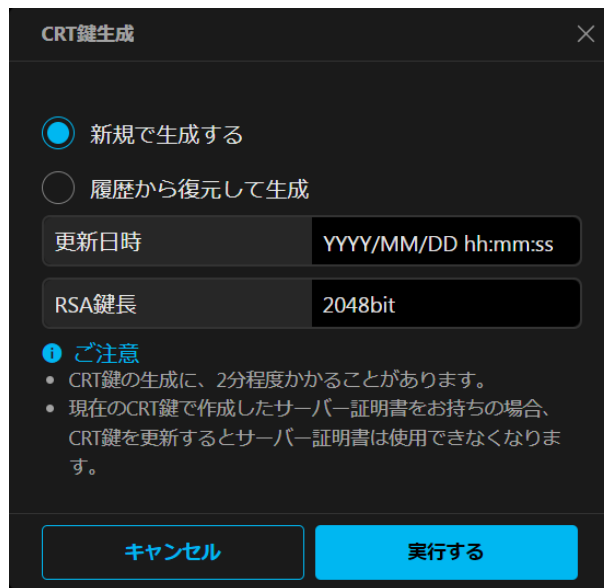 CRT鍵生成
新規で生成する
履歴から復元して生成
更新日時 YYYY/MM/DD hh:mm:ss
RSA鍵長 2048bit
ご注意
• CRT鍵の生成に、2分程度かかることがあります。
• 現在のCRT鍵で作成したサーバー証明書をお持ちの場合、
CRT鍵を更新するとサーバー証明書は使用できなくなりま
す。
キャンセル 実行する